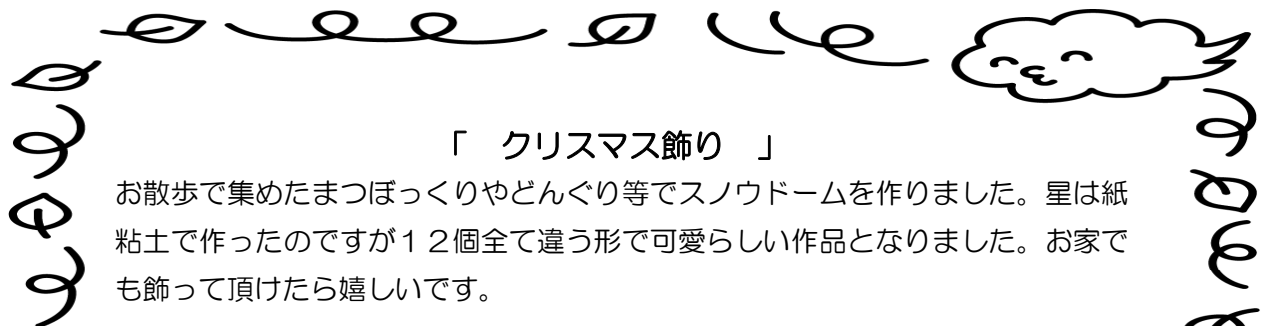 「　クリスマス飾り　」
お散歩で集めたまつぼっくりやどんぐり等でスノウドームを作りました。星は紙
粘土で作ったのですが１２個全て違う形で可愛らしい作品となりました。お家で
も飾って頂けたら嬉しいです。